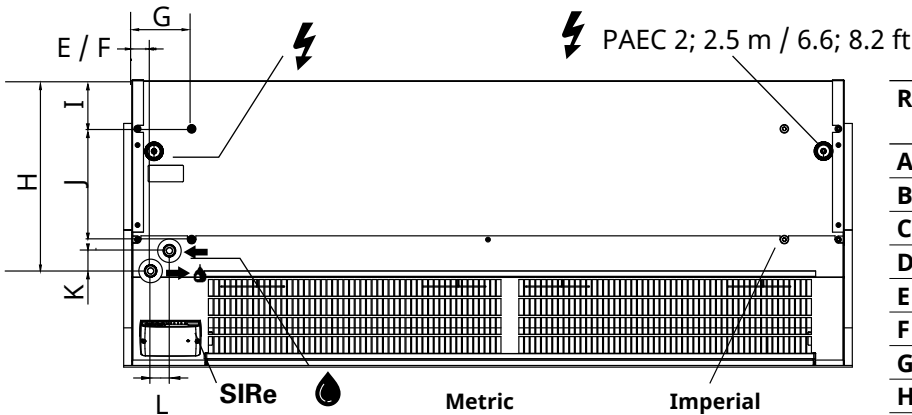 G
E / F
PAEC 2; 2.5 m / 6.6; 8.2 ft
I
H
J
K
L
SIRe
Metric
Imperial
R
A
B
C
D
E
F
G
H